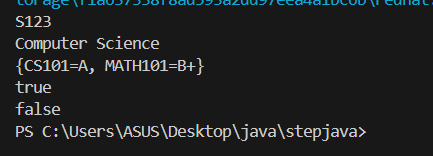 S123
Computer Science
{CS101=A, MATH101=B+}
true
false
PS C:\Users\ASUS\Desktop\java\stepjava>